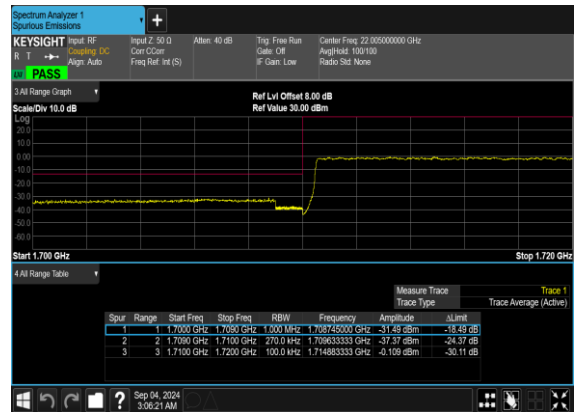 Spectrum Analyzer 1
Spurious Emissions
KEYSIGHT Input: RF Input Z: 50 Ω Atten: 40 dB Trig: Free Run Center Freq: 22.005000000 GHz
R T Coupling: DC Corr CCorr Gate: Off Avg|Hold: 100/100
Align: Auto Freq Ref: Int (S) IF Gain: Low Radio Std: None
PASS
3 All Range Graph
Ref Lvl Offset 8.00 dB
Scale/Div 10.0 dB Ref Value 30.00 dBm
Log
20.0
10.0
0.00
-10.0
-20.0
-30.0
-40.0
-50.0
-60.0
Start 1.700 GHz Stop 1.720 GHz
4 All Range Table
Measure Trace Trace 1
Trace Type Trace Average (Active)
Spur Range Start Freq Stop Freq RBW Frequency Amplitude ΔLimit
1 1 1.7000 GHz 1.7090 GHz 1.000 MHz 1.708745000 GHz -31.49 dBm -18.49 dB
2 2 1.7090 GHz 1.7100 GHz 270.0 kHz 1.709633333 GHz -37.37 dBm -24.37 dB
3 3 1.7100 GHz 1.7200 GHz 100.0 kHz 1.714883333 GHz -0.109 dBm -30.11 dB
? Sep 04, 2024
3:06:21 AM